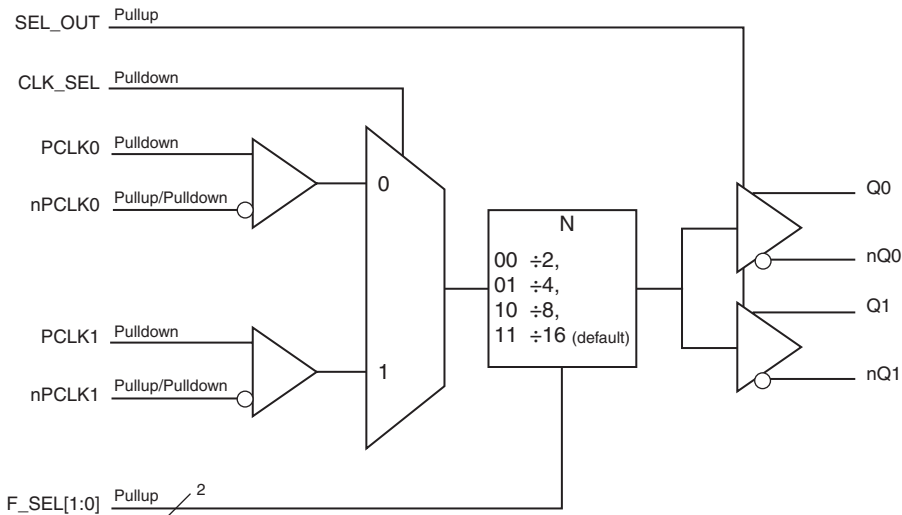 SEL_OUT Pullup
CLK_SEL Pulldown
PCLK0 Pulldown
nPCLK0 Pullup/Pulldown
0
PCLK1 Pulldown
nPCLK1 Pullup/Pulldown
1
F_SEL[1:0] Pullup 2
N
00 ÷2,
01 ÷4,
10 ÷8,
11 ÷16 (default)
Q0
nQ0
Q1
nQ1